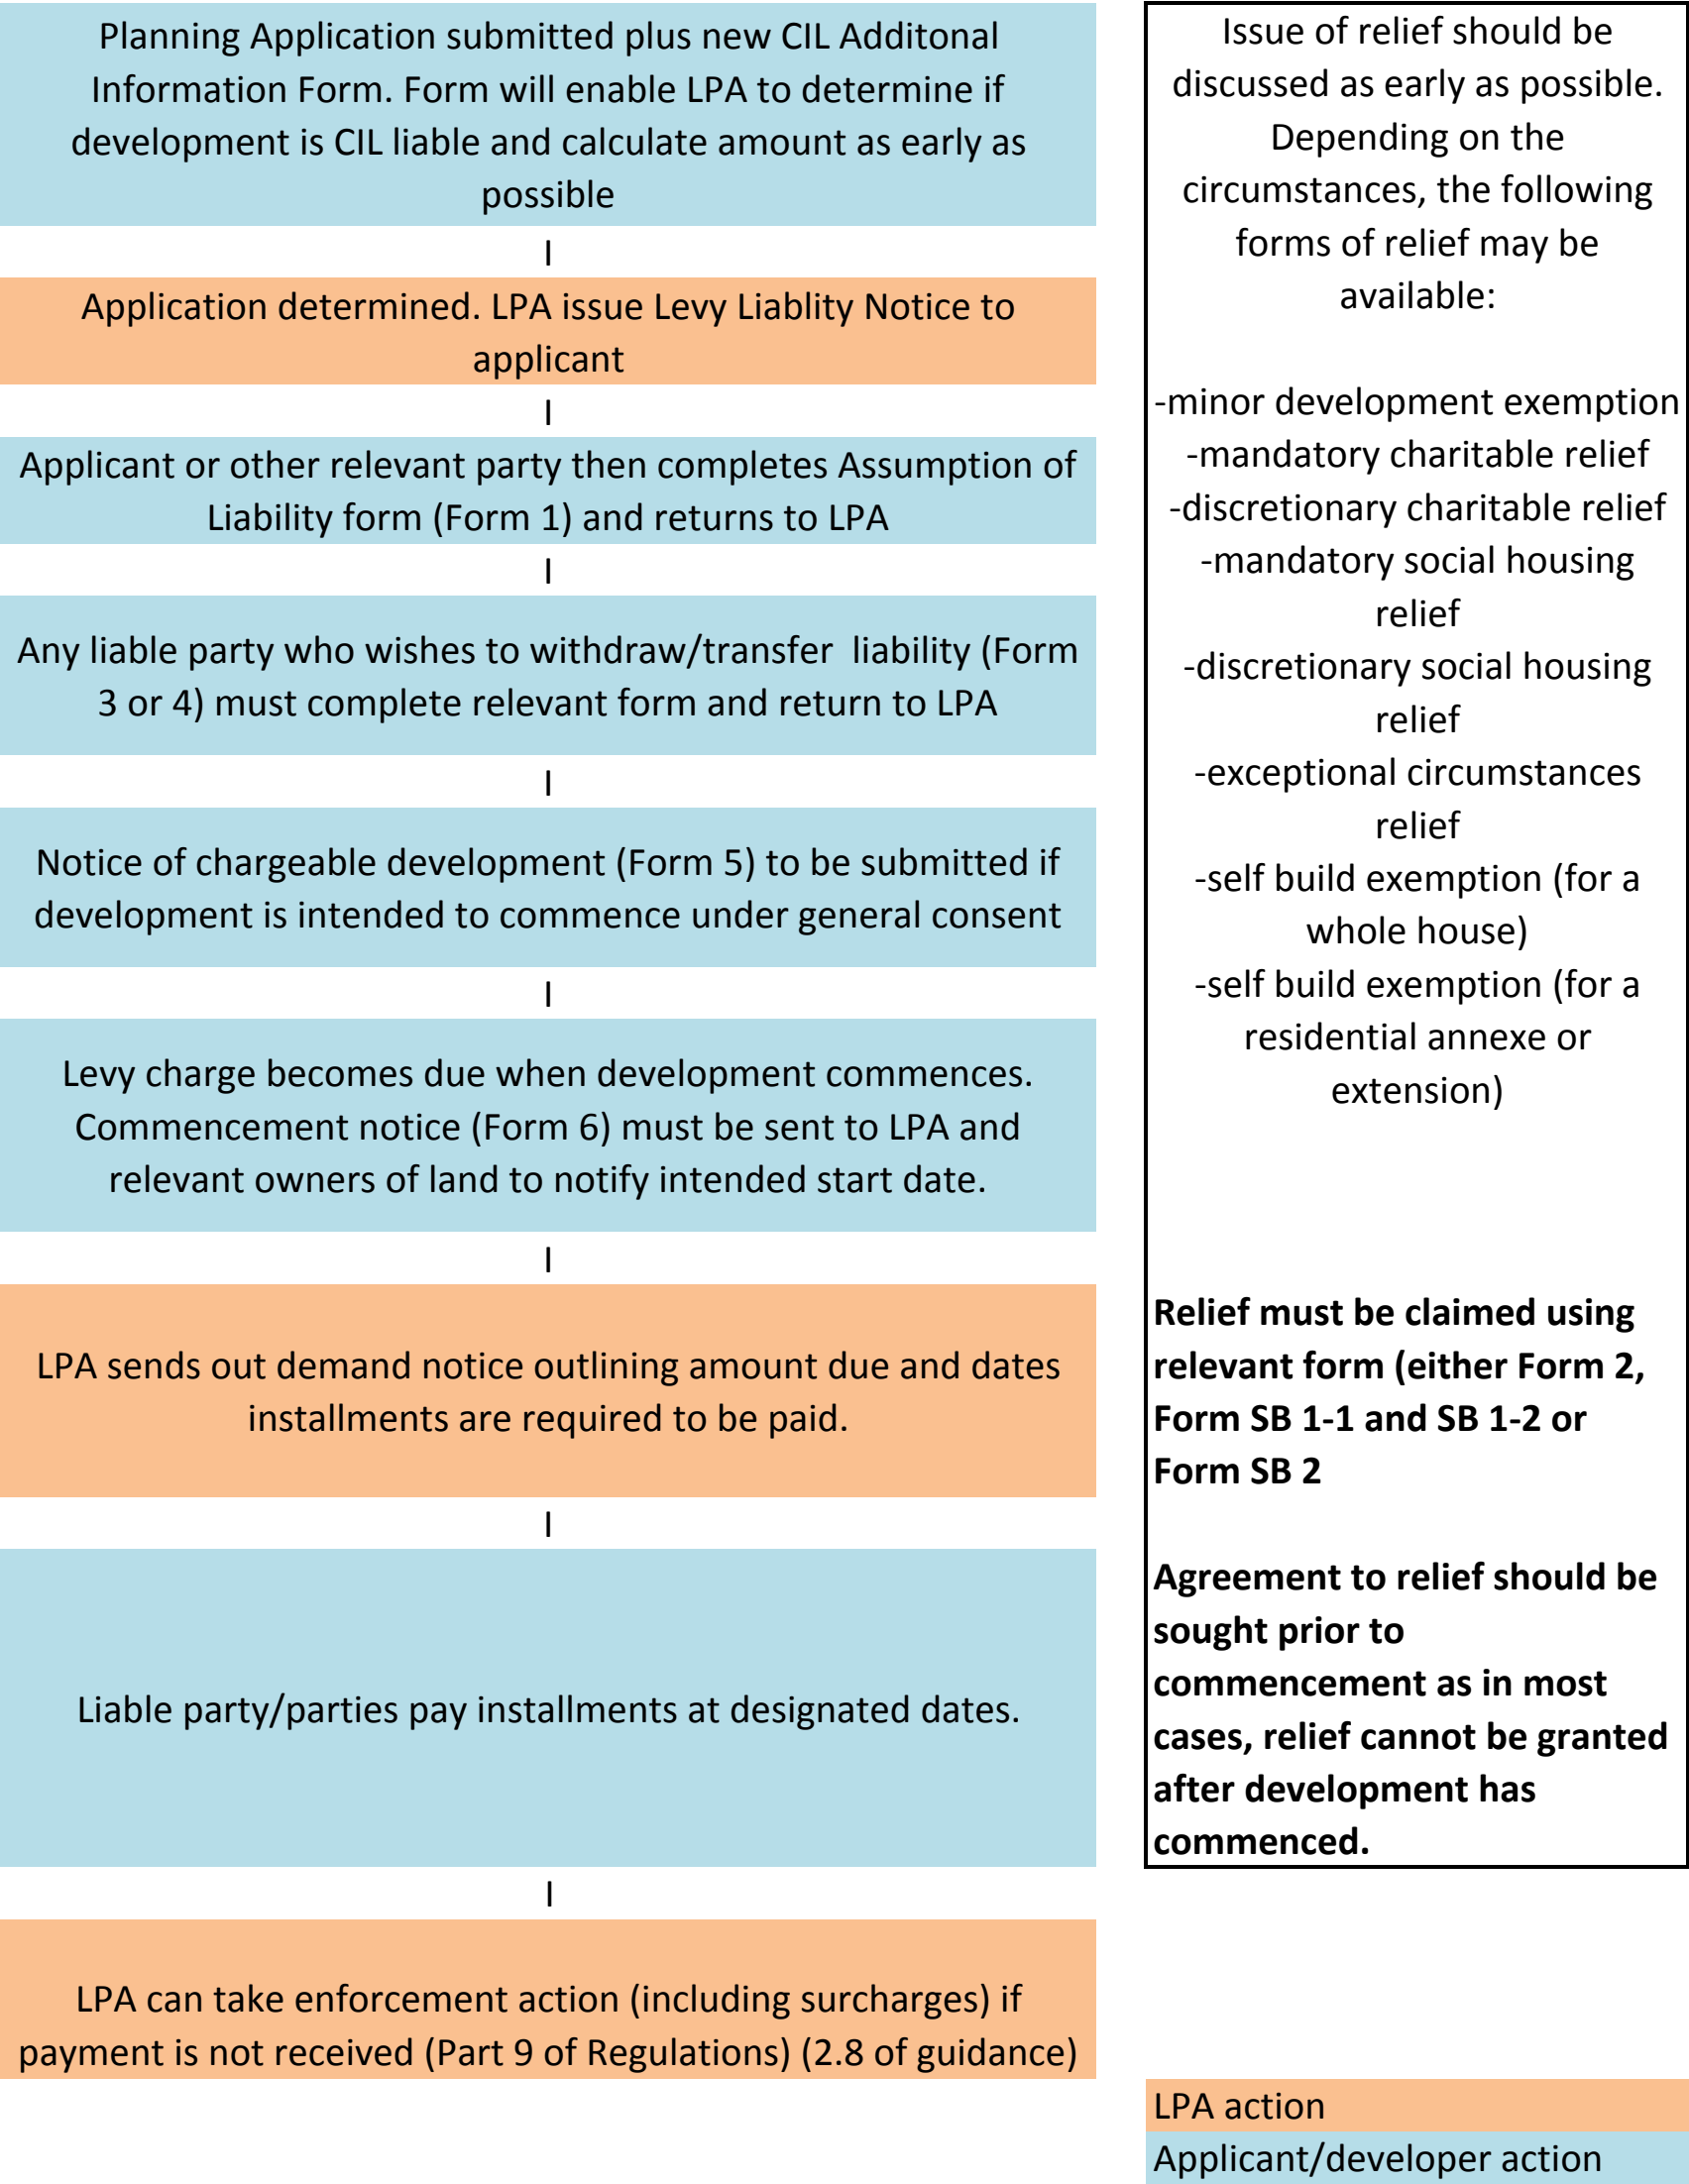 Planning Application submitted plus new CIL Additonal
Information Form. Form will enable LPA to determine if
development is CIL liable and calculate amount as early as
possible
Application determined. LPA issue Levy Liablity Notice to
applicant
Applicant or other relevant party then completes Assumption of
Liability form (Form 1) and returns to LPA
Any liable party who wishes to withdraw/transfer  liability (Form
3 or 4) must complete relevant form and return to LPA
Notice of chargeable development (Form 5) to be submitted if
development is intended to commence under general consent
Levy charge becomes due when development commences.
Commencement notice (Form 6) must be sent to LPA and
relevant owners of land to notify intended start date.
LPA sends out demand notice outlining amount due and dates
installments are required to be paid.
Liable party/parties pay installments at designated dates.
LPA can take enforcement action (including surcharges) if
payment is not received (Part 9 of Regulations) (2.8 of guidance)
Issue of relief should be
discussed as early as possible.
Depending on the
circumstances, the following
forms of relief may be
available:
-minor development exemption
-mandatory charitable relief
-discretionary charitable relief
-mandatory social housing
relief
-discretionary social housing
relief
-exceptional circumstances
relief
-self build exemption (for a
whole house)
-self build exemption (for a
residential annexe or
extension)
Relief must be claimed using
relevant form (either Form 2,
Form SB 1-1 and SB 1-2 or
Form SB 2
Agreement to relief should be
sought prior to
commencement as in most
cases, relief cannot be granted
after development has
commenced.
LPA action
Applicant/developer action